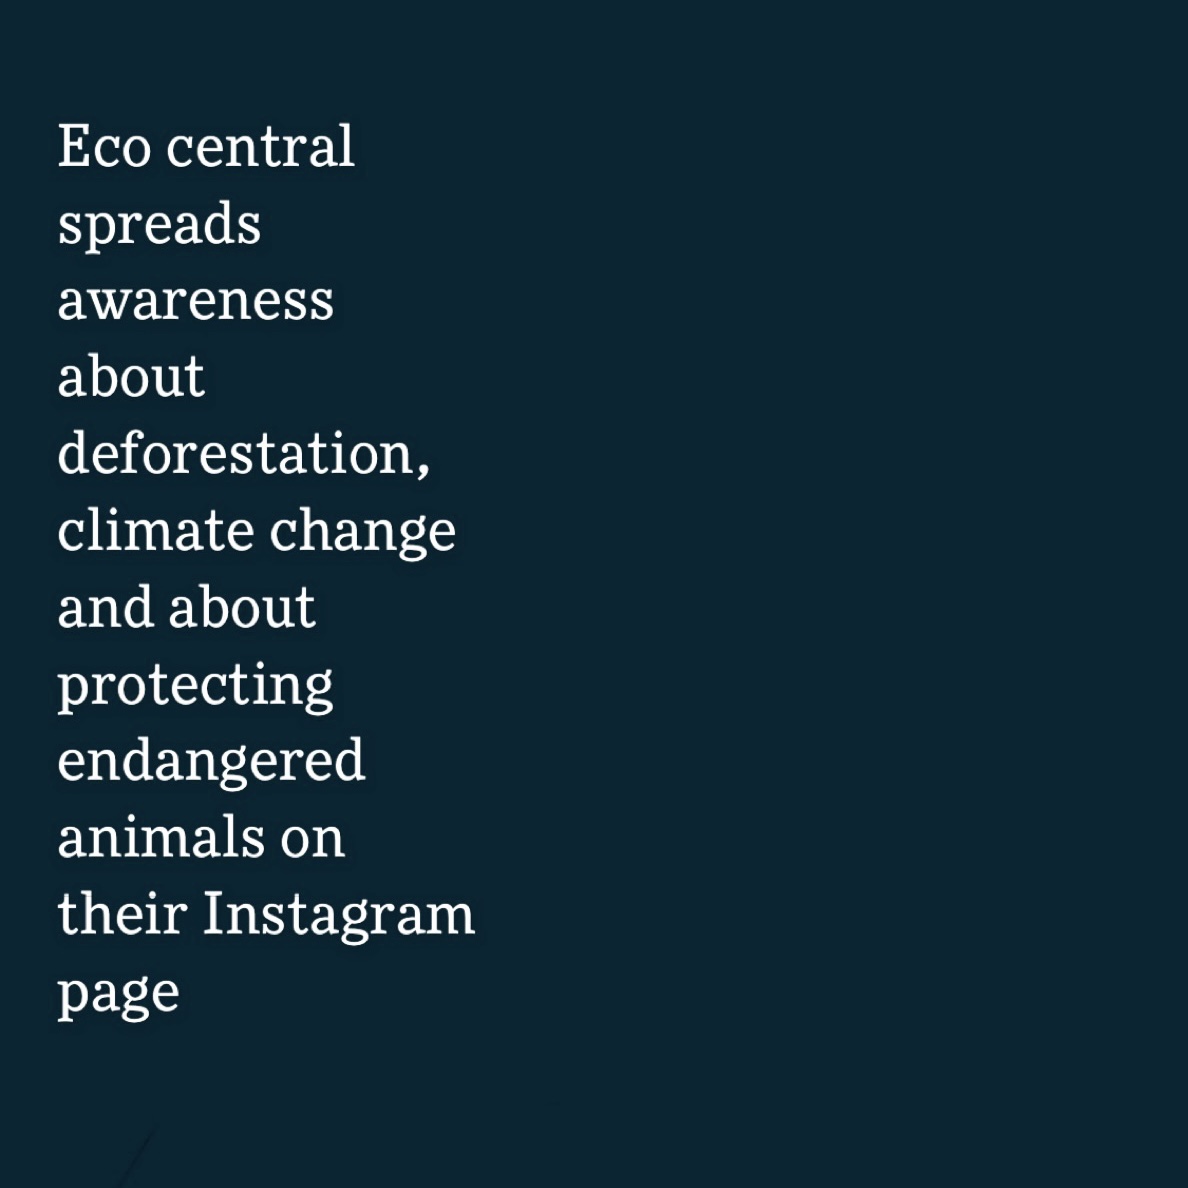 Eco central
spreads
awareness
about
deforestation,
climate change
and about
protecting
endangered
animals on
their Instagram
page